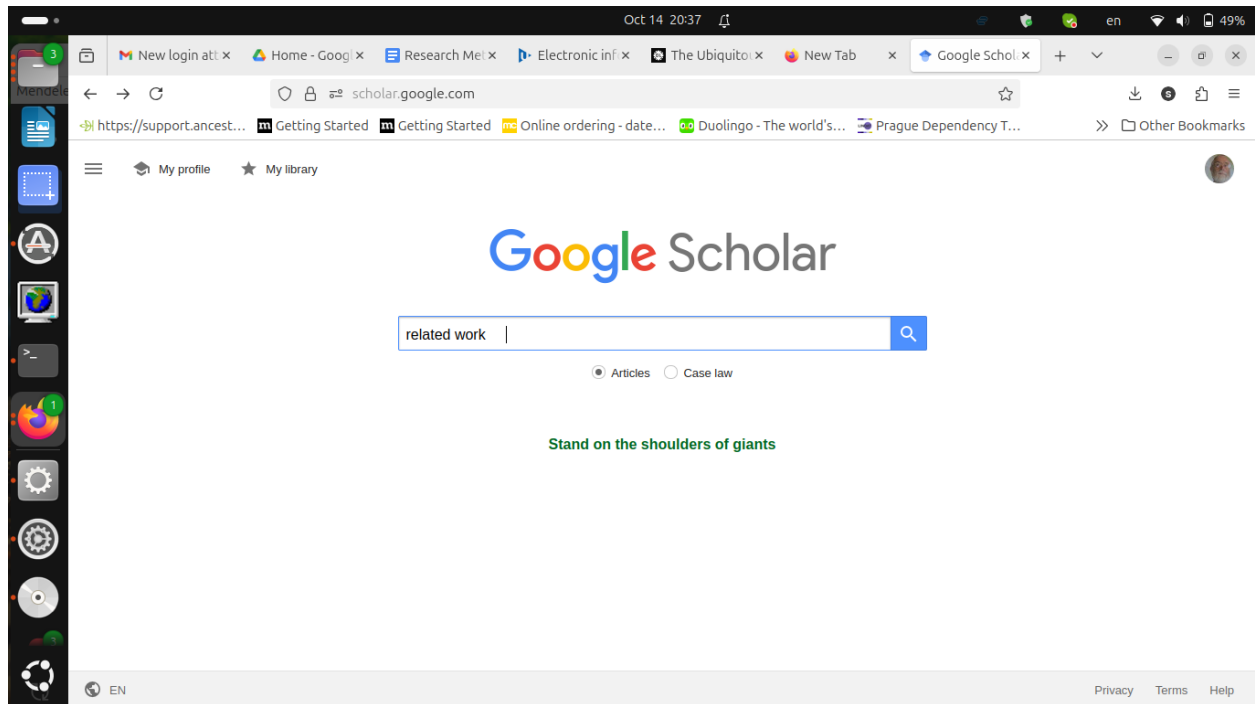 Oct 14 20:37 en 49%
New login att Home - Googl Research Met Electronic inf The Ubiquitou New Tab Google Schol
Mendele
scholar.google.com
https://support.ancest... Getting Started Getting Started Online ordering - date... Duolingo - The world's... Prague Dependency T... Other Bookmarks
My profile My library
Google Scholar
related work
Articles Case law
Stand on the shoulders of giants
EN Privacy Terms Help
3
1
3